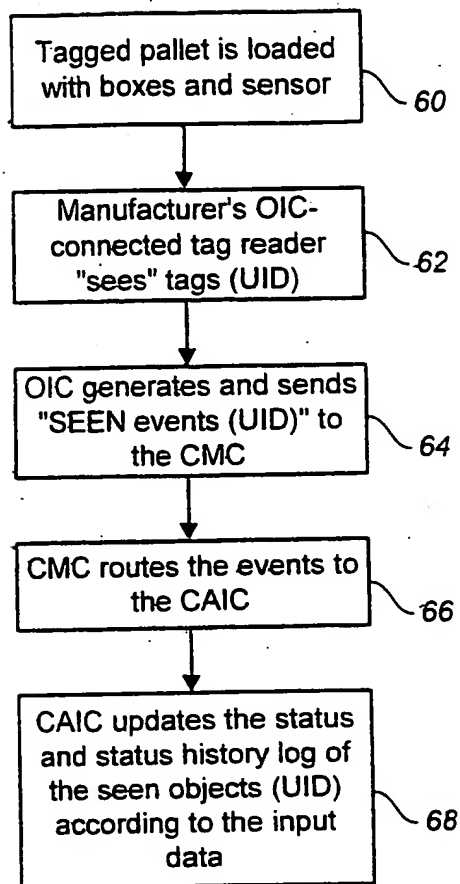 Tagged pallet is loaded
with boxes and sensor
60
Manufacturer's OIC-
connected tag reader
"sees" tags (UID)
62
OIC generates and sends
"SEEN events (UID)" to
the CMC
64
CMC routes the events to
the CAIC
66
CAIC updates the status
and status history log of
the seen objects (UID)
according to the input
data
68